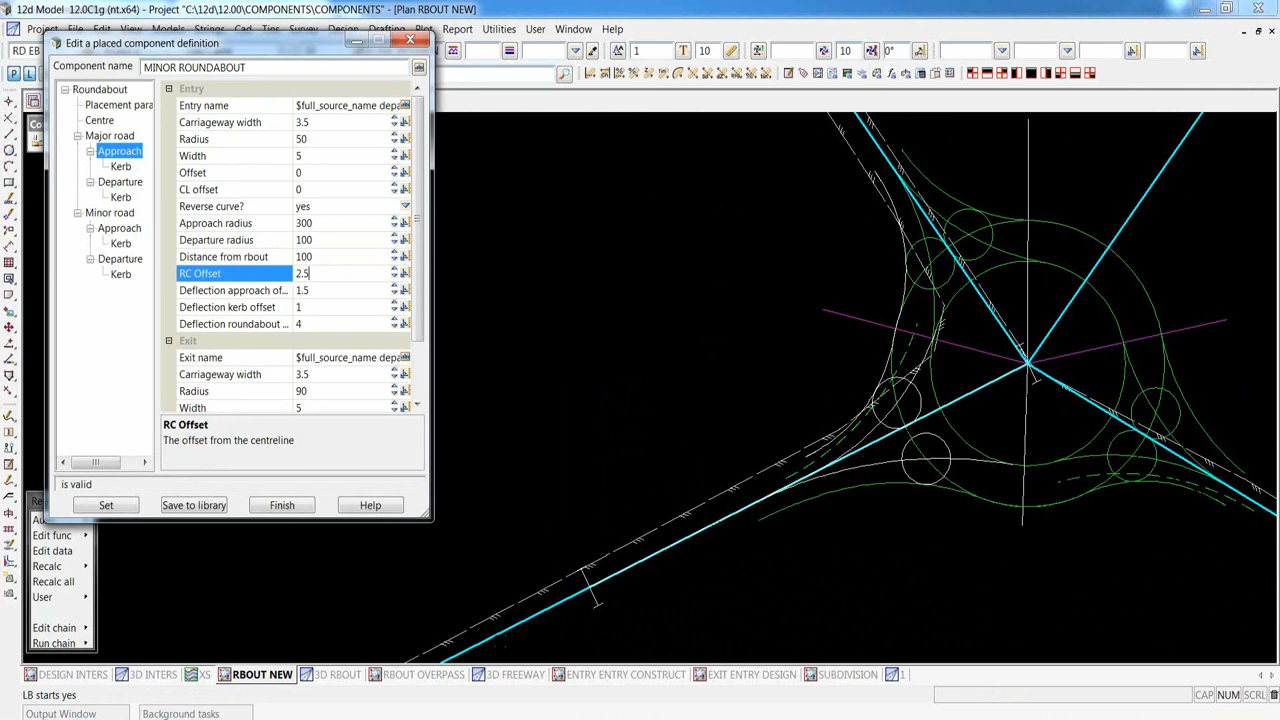 12d Model 12.0C1g (nt.x64) - Project "C:\12d\12.00\COMPONENTS\COMPONENTS" - [Plan RBOUT NEW]
Project Edit View Models Strings Cad Tins Survey Design Drafting Plot Report Utilities User Window Help
RD EB 1 T 10 10 0°
Edit a placed component definition
Component name MINOR ROUNDABOUT
Roundabout
Placement para
Centre
Major road
Approach
Kerb
Departure
Kerb
Minor road
Approach
Kerb
Departure
Kerb
Entry
Entry name $full_source_name depa
Carriageway width 3.5
Radius 50
Width 5
Offset 0
CL offset 0
Reverse curve? yes
Approach radius 300
Departure radius 100
Distance from rbout 100
RC Offset 2.5
Deflection approach of...  1.5
Deflection kerb offset 1
Deflection roundabout ... 4
Exit
Exit name $full_source_name depa
Carriageway width 3.5
Radius 90
Width 5
RC Offset
The offset from the centreline
is valid
Set Save to library Finish Help
Edit func
Edit data
Recalc
Recalc all
User
Edit chain
Run chain
DESIGN INTERS 3D INTERS XS RBOUT NEW 3D RBOUT RBOUT OVERPASS 3D FREEWAY ENTRY ENTRY CONSTRUCT EXIT ENTRY DESIGN SUBDIVISION 1
LB starts yes CAP NUM SCRL
Output Window Background tasks